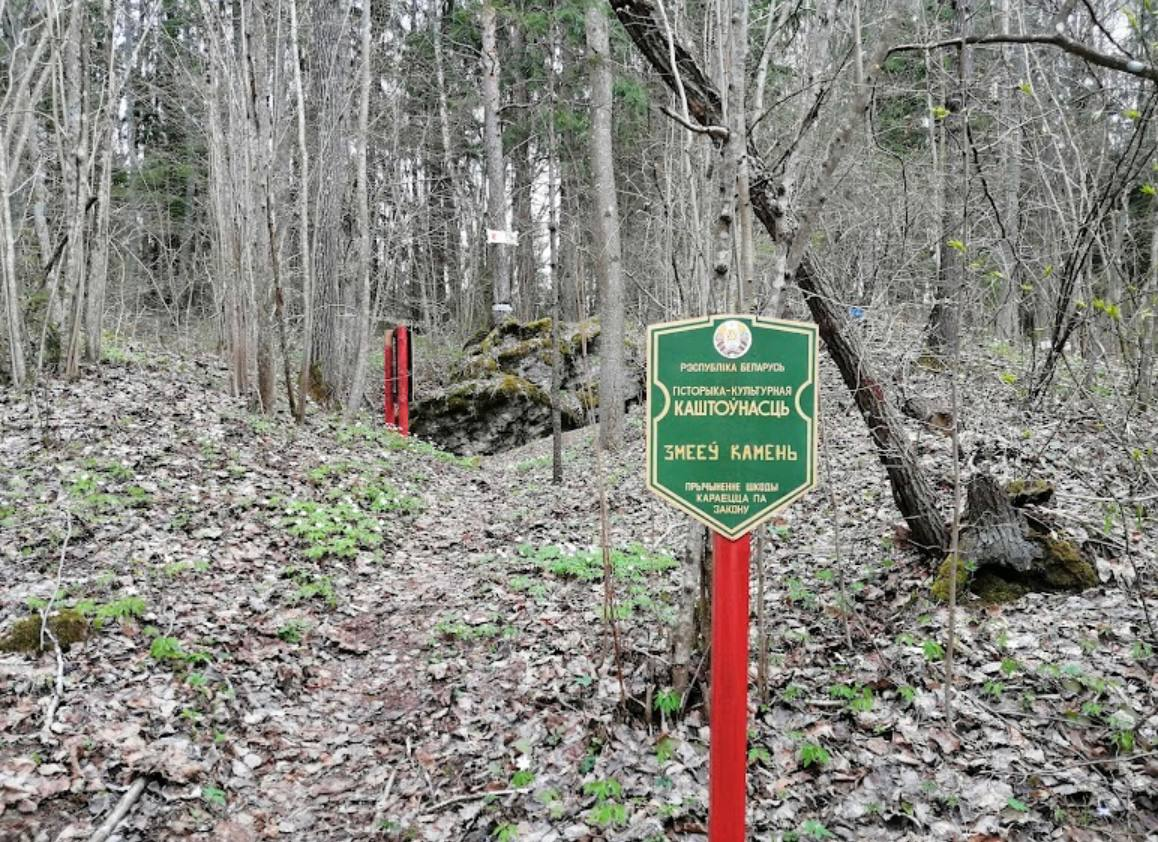 РЭСПУБЛІКА БЕЛАРУСЬ
ГІСТОРЫКА-КУЛЬТУРНАЯ
КАШТОЎНАСЦЬ
ЗМЕЕЎ КАМЕНЬ
ПРЫЧЫНЕННЕ ШКОДЫ
КАРАЕЦЦА ПА
ЗАКОНУ